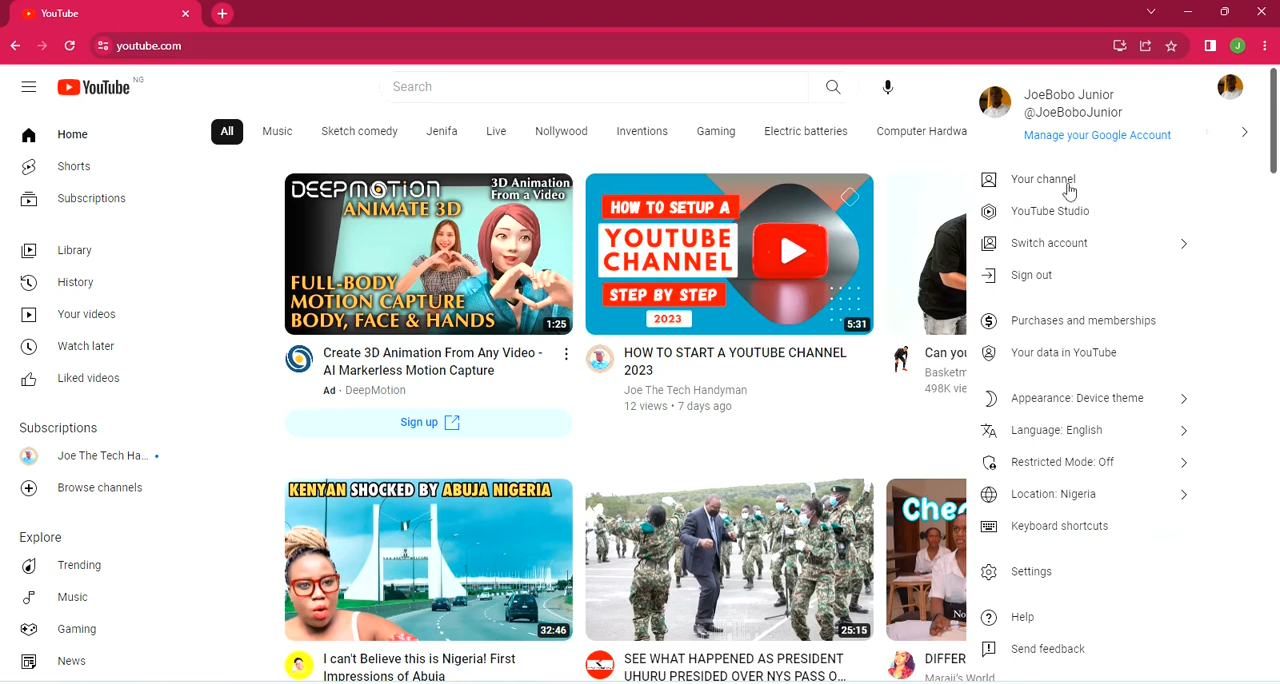 YouTube
youtube.com
J
YouTube NG
Search
JoeBobo Junior
@JoeBoboJunior
Manage your Google Account
Home
Shorts
Subscriptions
Library
History
Your videos
Watch later
Liked videos
Subscriptions
Joe The Tech Ha...
Browse channels
Explore
Trending
Music
Gaming
News
All Music Sketch comedy Jenifa Live Nollywood Inventions Gaming Electric batteries Computer Hardwa
DEEPMOTION
ANIMATE 3D
3D Animation
From a Video
FULL-BODY
MOTION CAPTURE
BODY, FACE & HANDS
1:25
Create 3D Animation From Any Video -
AI Markerless Motion Capture
Ad · DeepMotion
Sign up
HOW TO SETUP A
YOUTUBE
CHANNEL
STEP BY STEP
2023
5:31
HOW TO START A YOUTUBE CHANNEL
2023
Joe The Tech Handyman
12 views • 7 days ago
Can you
Basketm
498K vie
KENYAN SHOCKED BY ABUJA NIGERIA
32:46
I can't Believe this is Nigeria! First
Impressions of Abuja
25:15
SEE WHAT HAPPENED AS PRESIDENT
UHURU PRESIDED OVER NYS PASS O...
Che
No
DIFFER
Maraji's World
Your channel
YouTube Studio
Switch account
Sign out
Purchases and memberships
Your data in YouTube
Appearance: Device theme
Language: English
Restricted Mode: Off
Location: Nigeria
Keyboard shortcuts
Settings
Help
Send feedback